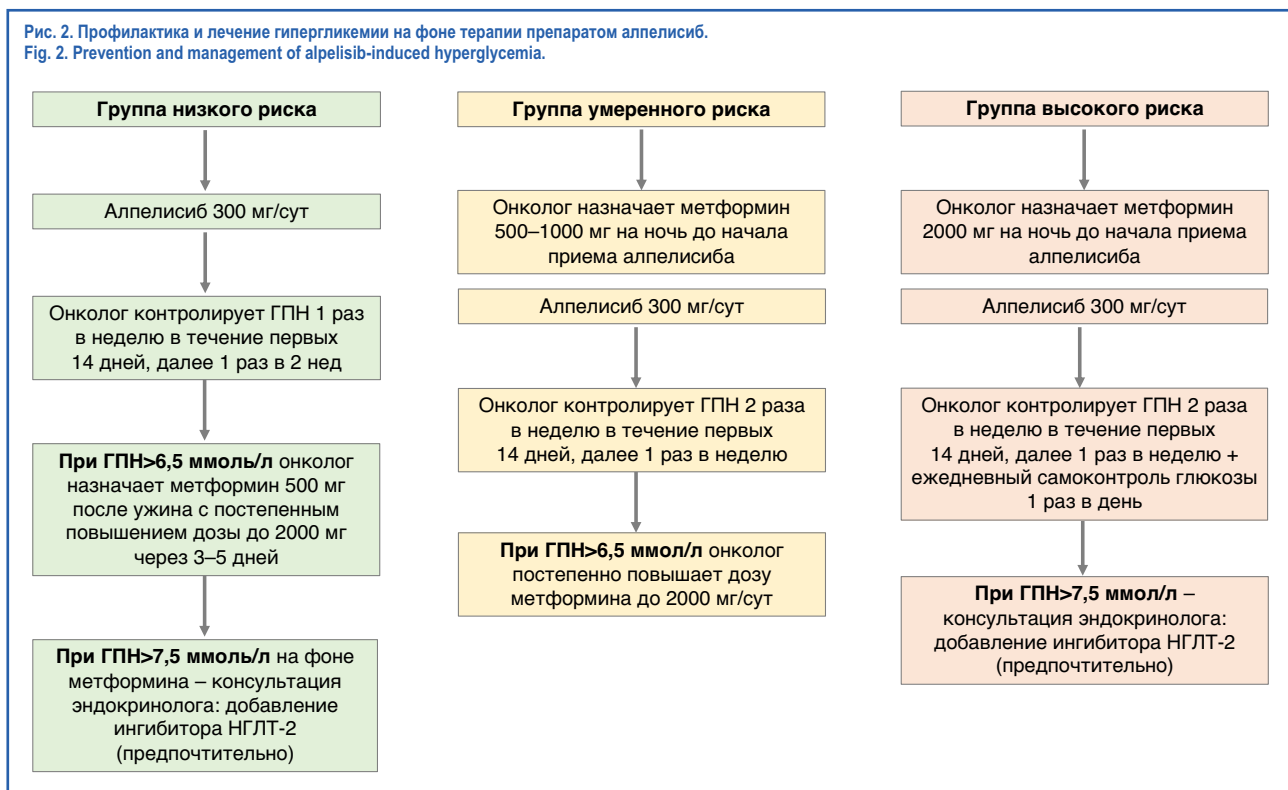 Рис. 2. Профилактика и лечение гипергликемии на фоне терапии препаратом алпелисиб.
Fig. 2. Prevention and management of alpelisib-induced hyperglycemia.
Группа низкого риска
Алпелисиб 300 мг/сут
Онколог контролирует ГПН 1 раз
в неделю в течение первых
14 дней, далее 1 раз в 2 нед
При ГПН>6,5 ммоль/л онколог
назначает метформин 500 мг
после ужина с постепенным
повышением дозы до 2000 мг
через 3–5 дней
При ГПН>7,5 ммоль/л на фоне
метформина – консультация
эндокринолога: добавление
ингибитора НГЛТ-2
(предпочтительно)
Группа умеренного риска
Онколог назначает метформин
500–1000 мг на ночь до начала
приема алпелисиба
Алпелисиб 300 мг/сут
Онколог контролирует ГПН 2 раза
в неделю в течение первых
14 дней, далее 1 раз в неделю
При ГПН>6,5 ммол/л онколог
постепенно повышает дозу
метформина до 2000 мг/сут
Группа высокого риска
Онколог назначает метформин
2000 мг на ночь до начала приема
алпелисиба
Алпелисиб 300 мг/сут
Онколог контролирует ГПН 2 раза
в неделю в течение первых
14 дней, далее 1 раз в неделю +
ежедневный самоконтроль глюкозы
1 раз в день
При ГПН>7,5 ммол/л –
консультация эндокринолога:
добавление ингибитора НГЛТ-2
(предпочтительно)